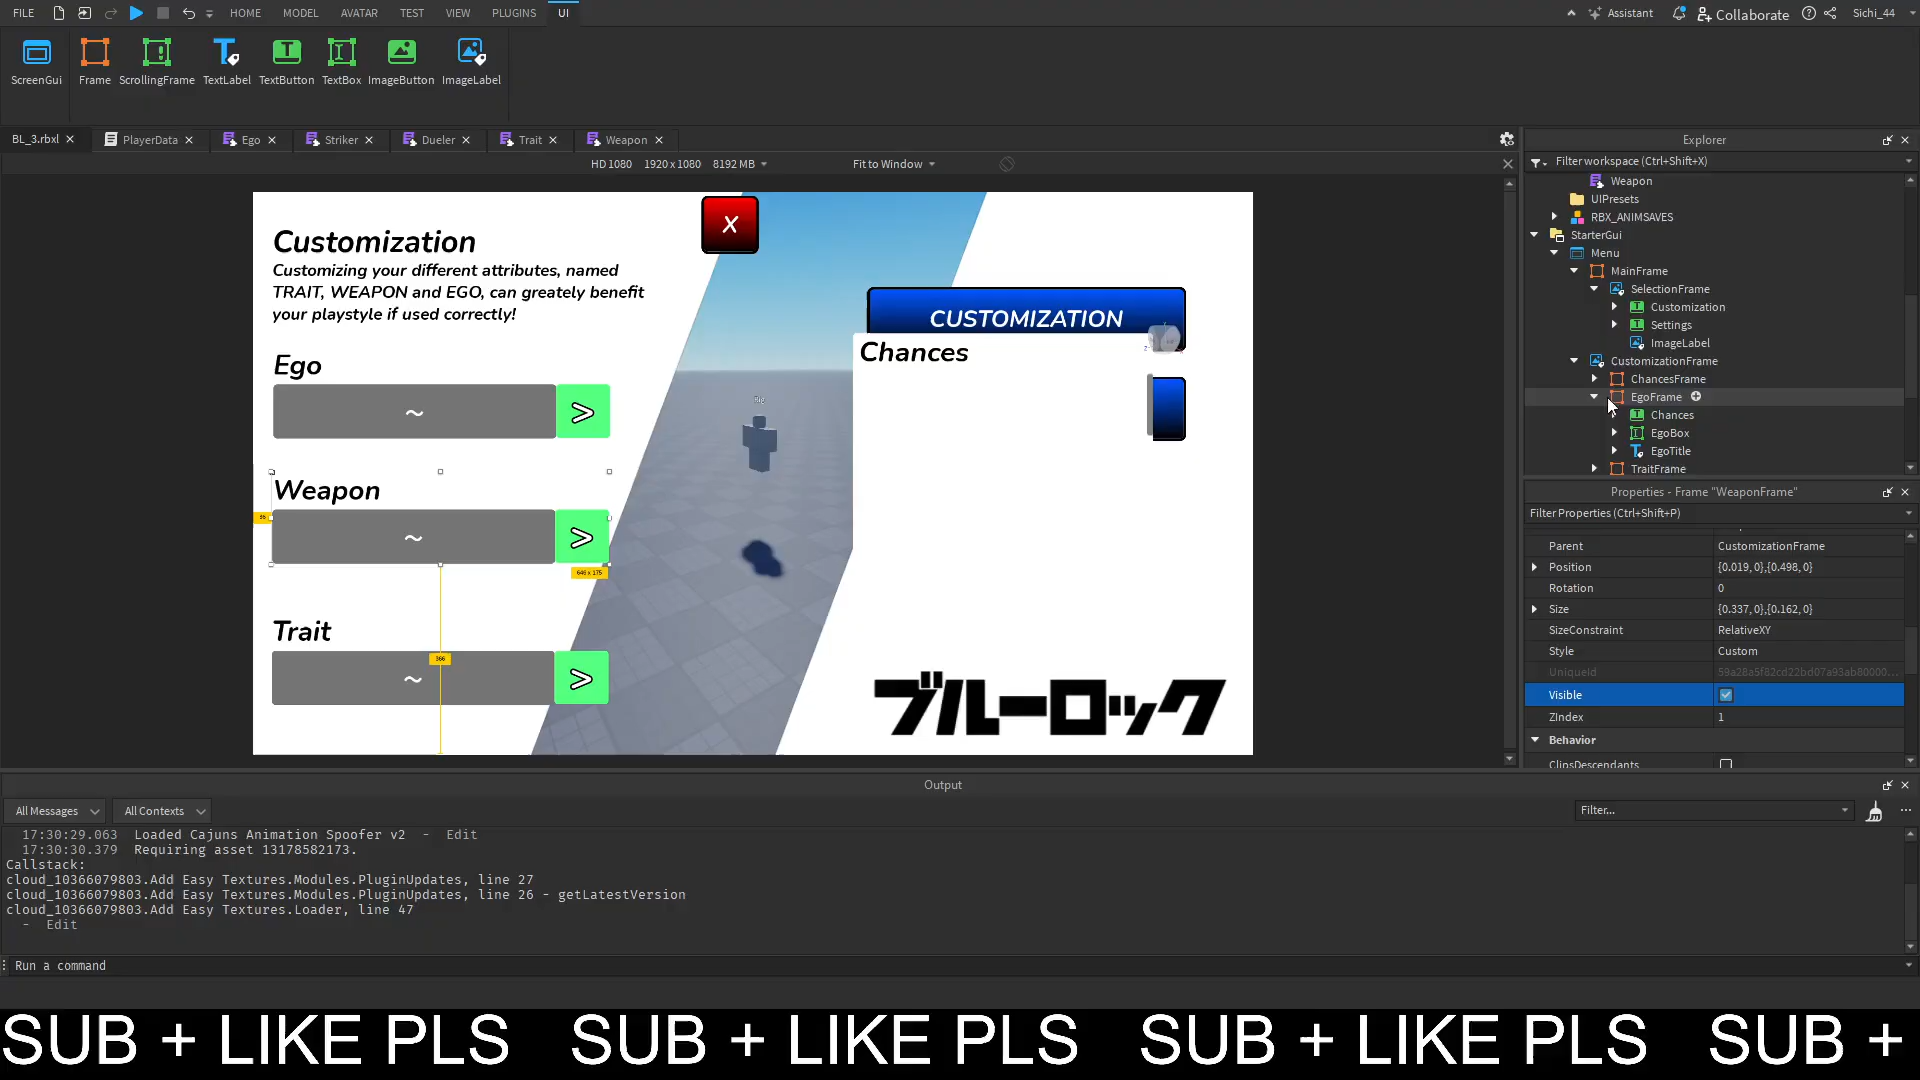 FILE HOME MODEL AVATAR TEST VIEW PLUGINS UI Assistant Collaborate Sichi_44
ScreenGui Frame ScrollingFrame TextLabel TextButton TextBox ImageButton ImageLabel
BL_3.rbxl PlayerData Ego Striker Dueler Trait Weapon
HD 1080 1920 x 1080 8192 MB Fit to Window
X
Customization
Customizing your different attributes, named
TRAIT, WEAPON and EGO, can greately benefit
your playstyle if used correctly!
Ego
~ >
Weapon
~ >
96
646 x 175
Trait
~ >
366
Rig
CUSTOMIZATION
Chances
ブルーロック
Explorer
Filter workspace (Ctrl+Shift+X)
Weapon
UIPresets
RBX_ANIMSAVES
StarterGui
Menu
MainFrame
SelectionFrame
Customization
Settings
ImageLabel
CustomizationFrame
ChancesFrame
EgoFrame
Chances
EgoBox
EgoTitle
TraitFrame
Properties - Frame "WeaponFrame"
Filter Properties (Ctrl+Shift+P)
Parent CustomizationFrame
Position {0.019, 0},{0.498, 0}
Rotation 0
Size {0.337, 0},{0.162, 0}
SizeConstraint RelativeXY
Style Custom
UniqueId 59a28a5f82cd22bd07a93ab80000...
Visible
ZIndex 1
Behavior
ClipsDescendants
Output
All Messages All Contexts Filter...
17:30:29.063 Loaded Cajuns Animation Spoofer v2 - Edit
17:30:30.379 Requiring asset 13178582173.
Callstack:
cloud_10366079803.Add Easy Textures.Modules.PluginUpdates, line 27
cloud_10366079803.Add Easy Textures.Modules.PluginUpdates, line 26 - getLatestVersion
cloud_10366079803.Add Easy Textures.Loader, line 47
- Edit
Run a command
SUB + LIKE PLS SUB + LIKE PLS SUB + LIKE PLS SUB +